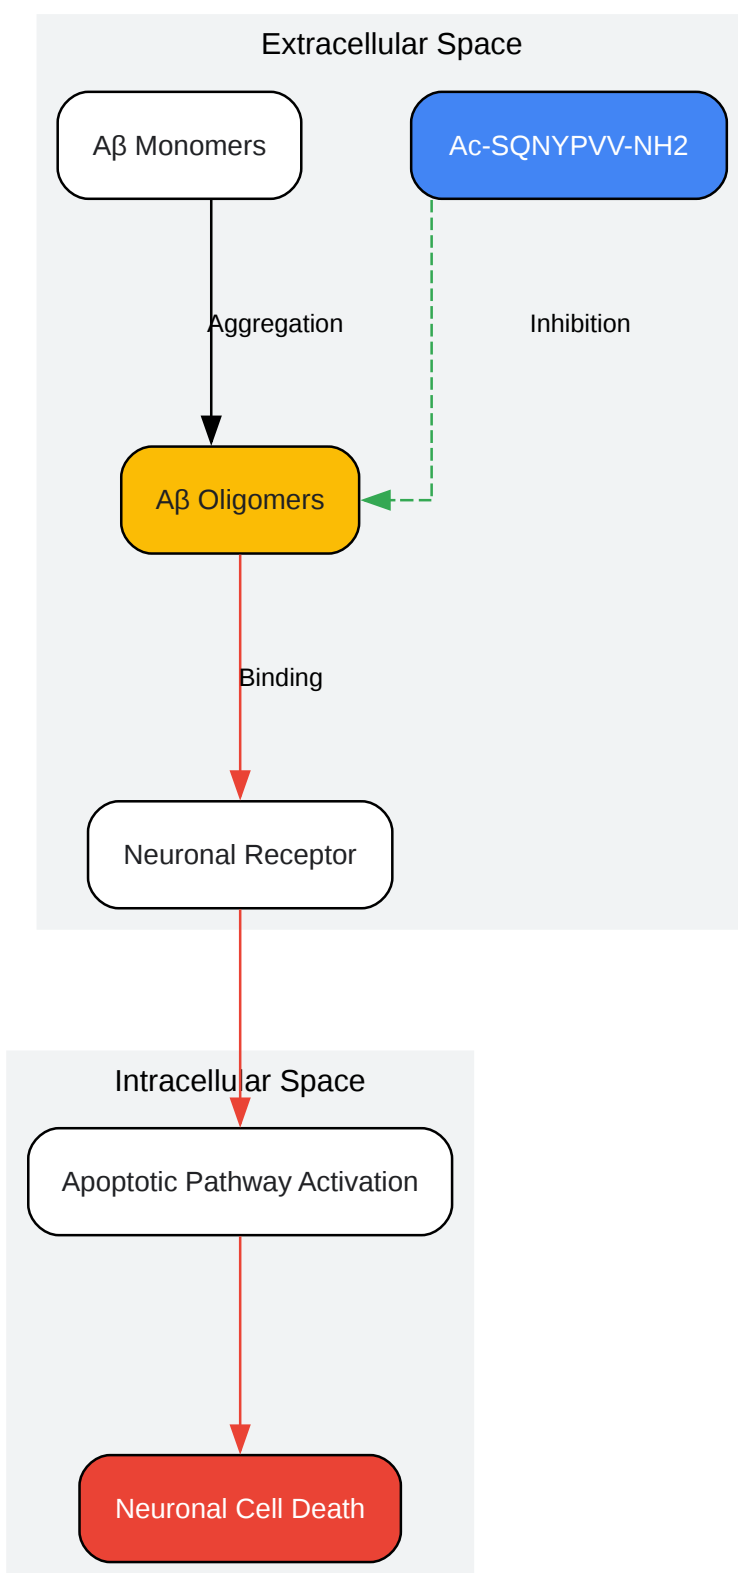 Extracellular Space
Aβ Monomers
Ac-SQNYPVV-NH2
Aggregation
Inhibition
Aβ Oligomers
Binding
Neuronal Receptor
Intracellular Space
Apoptotic Pathway Activation
Neuronal Cell Death